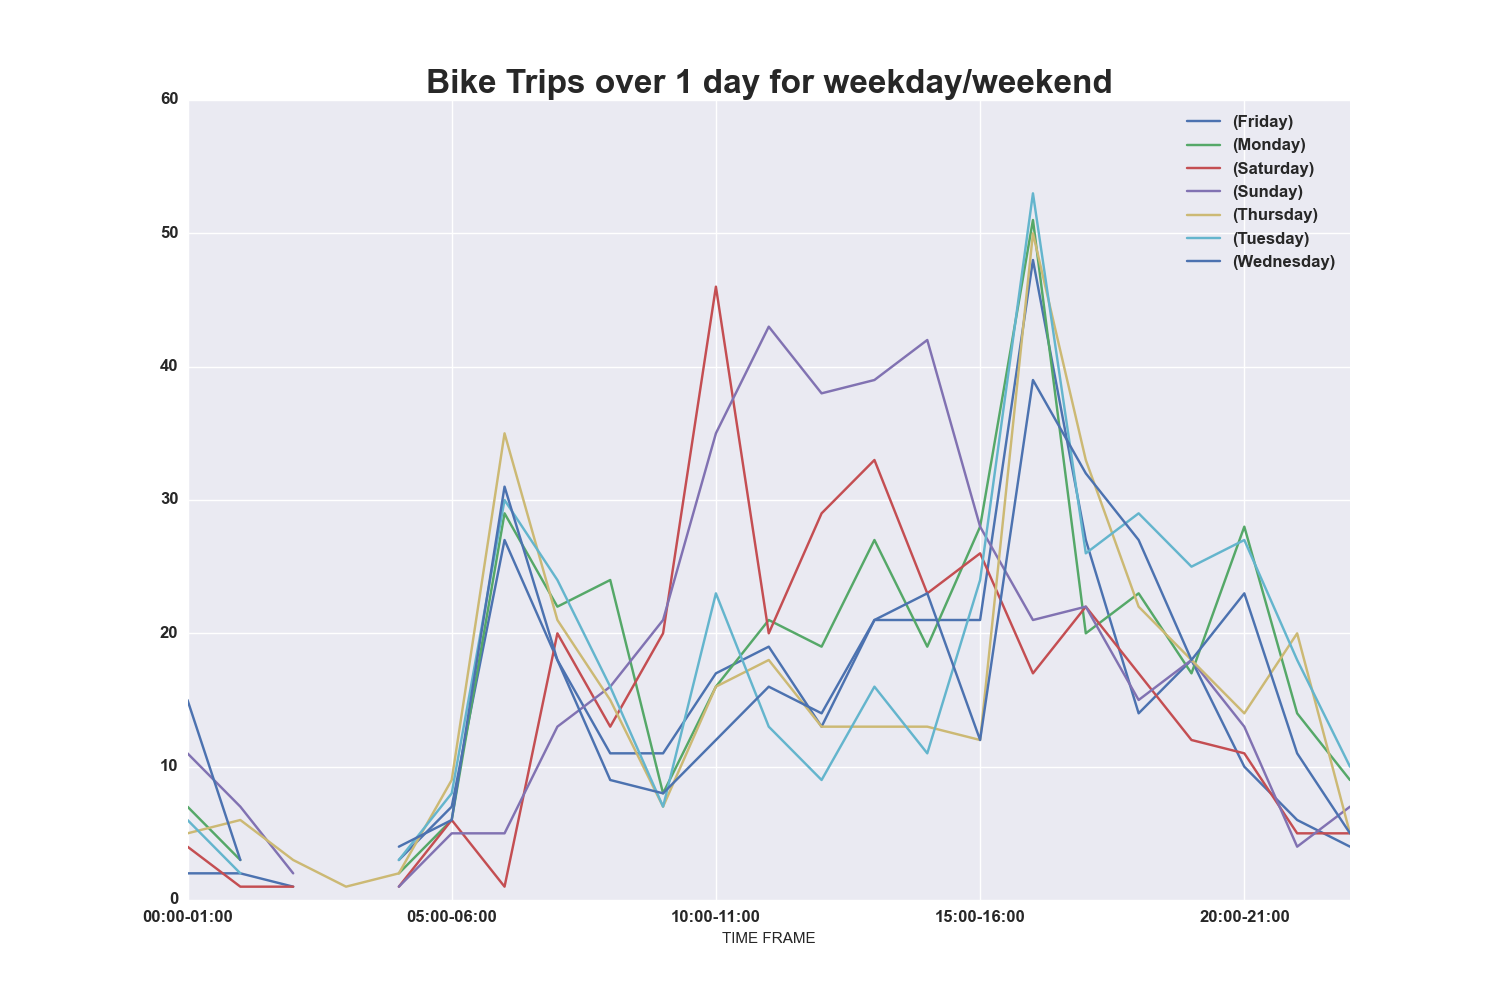 Bike Trips over 1 day for weekday/weekend
60
50
40
30
20
10
0
(Friday)
(Monday)
(Saturday)
(Sunday)
(Thursday)
(Tuesday)
(Wednesday)
00:00-01:00 05:00-06:00 10:00-11:00 15:00-16:00 20:00-21:00
TIME FRAME